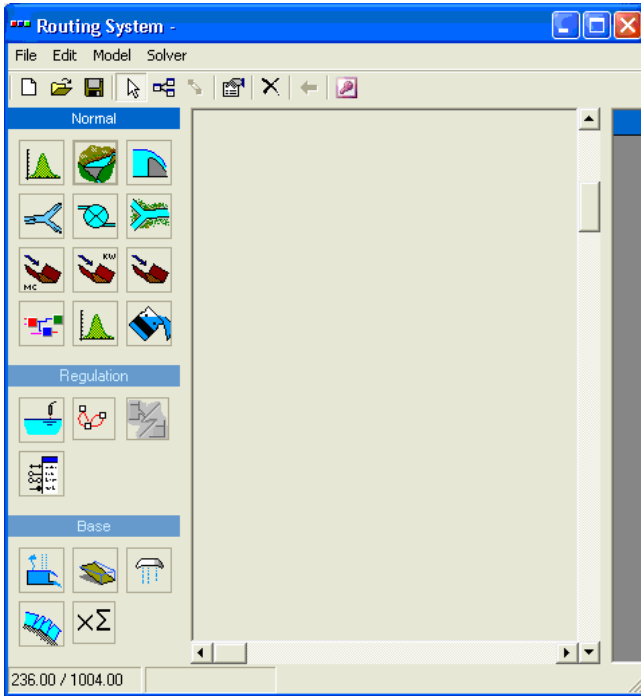 Routing System -
File Edit Model Solver
Normal
MC
KW
Regulation
Base
×Σ
236.00 / 1004.00